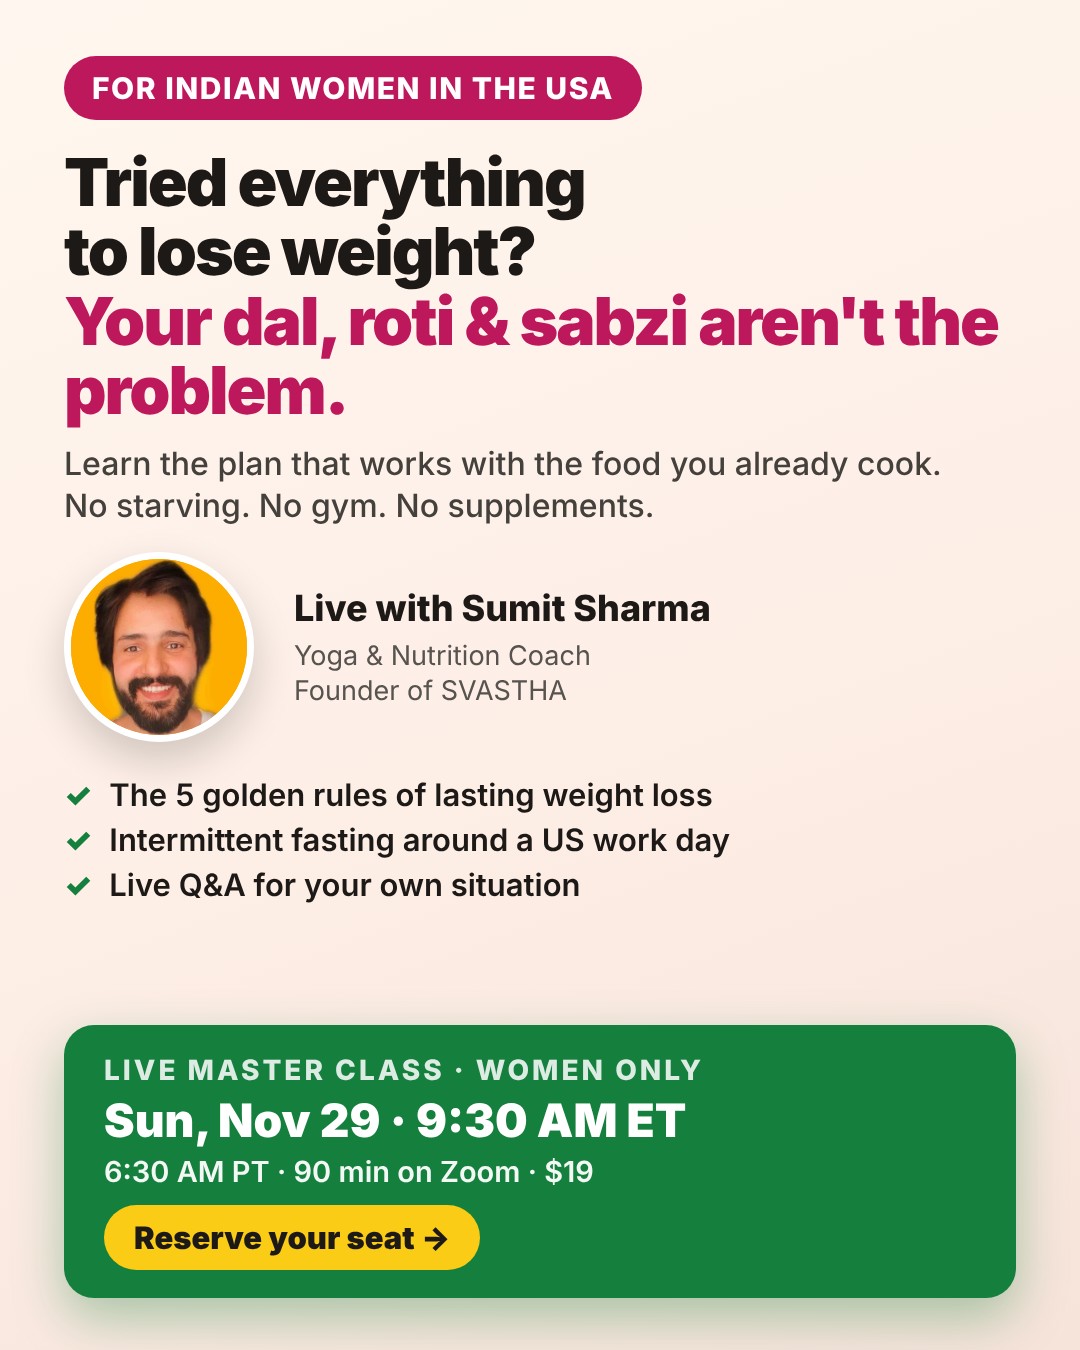 FOR INDIAN WOMEN IN THE USA
Tried everything
to lose weight?
Your dal, roti & sabzi aren't the
problem.
Learn the plan that works with the food you already cook.
No starving. No gym. No supplements.
Live with Sumit Sharma
Yoga & Nutrition Coach
Founder of SVASTHA
✔ The 5 golden rules of lasting weight loss
✔ Intermittent fasting around a US work day
✔ Live Q&A for your own situation
LIVE MASTER CLASS · WOMEN ONLY
Sun, Nov 29 · 9:30 AM ET
6:30 AM PT · 90 min on Zoom · $19
Reserve your seat →